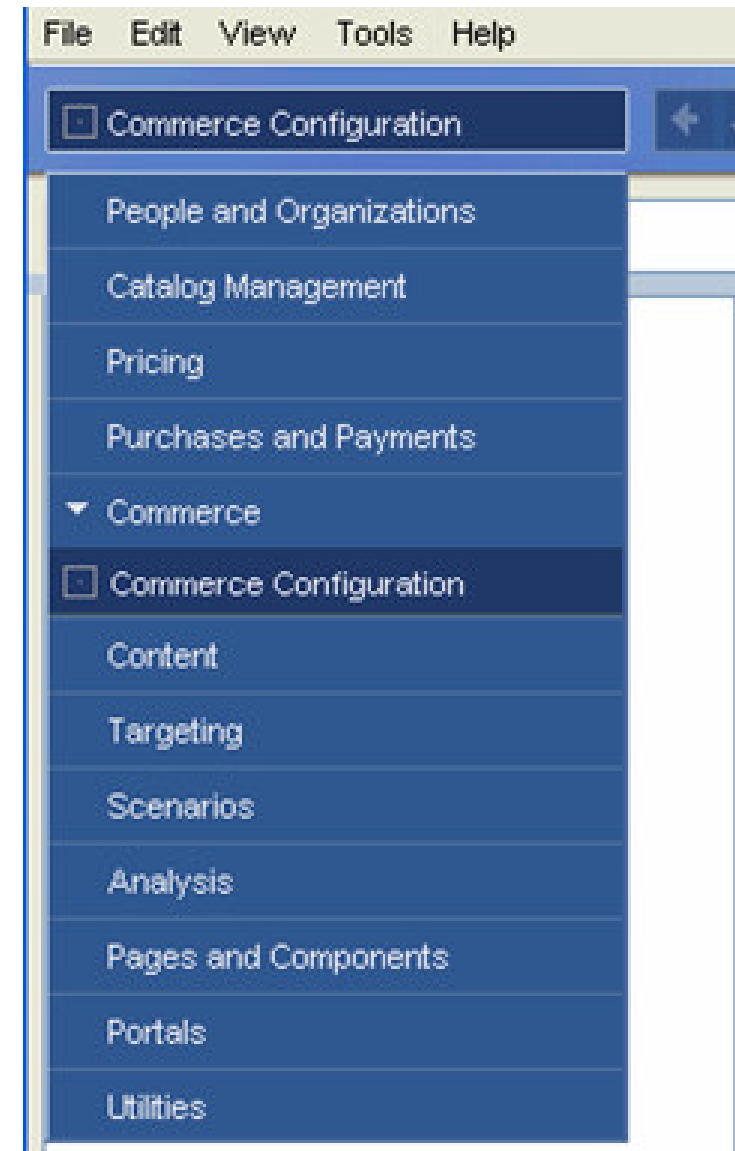 File Edit View Tools Help
Commerce Configuration
People and Organizations
Catalog Management
Pricing
Purchases and Payments
Commerce
Commerce Configuration
Content
Targeting
Scenarios
Analysis
Pages and Components
Portals
Utilities